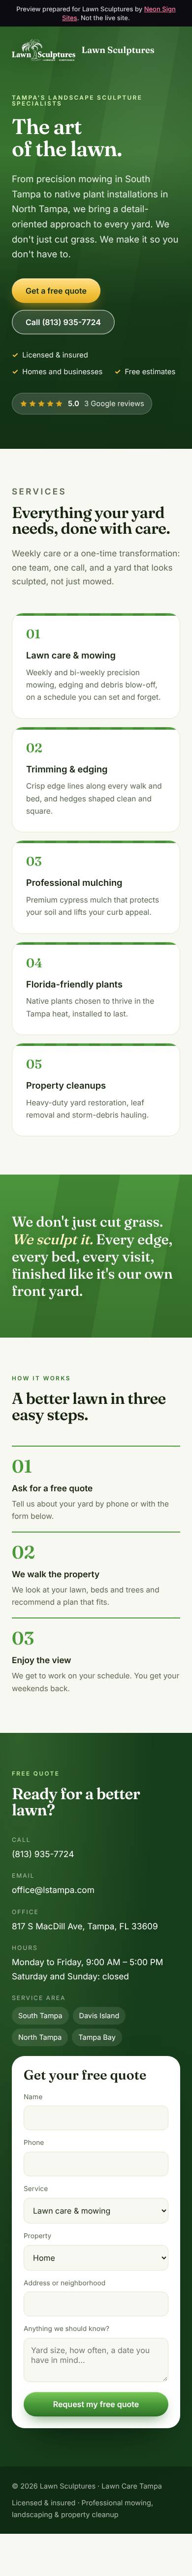 Preview prepared for Lawn Sculptures by Neon Sign
Sites. Not the live site.
Lawn Sculptures
Lawn Sculptures
TAMPA'S LANDSCAPE SCULPTURE
SPECIALISTS
The art
of the lawn.
From precision mowing in South
Tampa to native plant installations in
North Tampa, we bring a detail-
oriented approach to every yard. We
don't just cut grass. We make it so you
don't have to.
Get a free quote
Call (813) 935-7724
✓ Licensed & insured
✓ Homes and businesses ✓ Free estimates
★★★★★ 5.0 3 Google reviews
SERVICES
Everything your yard
needs, done with care.
Weekly care or a one-time transformation:
one team, one call, and a yard that looks
sculpted, not just mowed.
01
Lawn care & mowing
Weekly and bi-weekly precision
mowing, edging and debris blow-off,
on a schedule you can set and forget.
02
Trimming & edging
Crisp edge lines along every walk and
bed, and hedges shaped clean and
square.
03
Professional mulching
Premium cypress mulch that protects
your soil and lifts your curb appeal.
04
Florida-friendly plants
Native plants chosen to thrive in the
Tampa heat, installed to last.
05
Property cleanups
Heavy-duty yard restoration, leaf
removal and storm-debris hauling.
We don't just cut grass.
We sculpt it. Every edge,
every bed, every visit,
finished like it's our own
front yard.
HOW IT WORKS
A better lawn in three
easy steps.
01
Ask for a free quote
Tell us about your yard by phone or with the
form below.
02
We walk the property
We look at your lawn, beds and trees and
recommend a plan that fits.
03
Enjoy the view
We get to work on your schedule. You get your
weekends back.
FREE QUOTE
Ready for a better
lawn?
CALL
(813) 935-7724
EMAIL
office@lstampa.com
OFFICE
817 S MacDill Ave, Tampa, FL 33609
HOURS
Monday to Friday, 9:00 AM – 5:00 PM
Saturday and Sunday: closed
SERVICE AREA
South Tampa Davis Island
North Tampa Tampa Bay
Get your free quote
Name
Phone
Service
Lawn care & mowing
Property
Home
Address or neighborhood
Anything we should know?
Yard size, how often, a date you
have in mind...
Request my free quote
© 2026 Lawn Sculptures · Lawn Care Tampa
Licensed & insured · Professional mowing,
landscaping & property cleanup